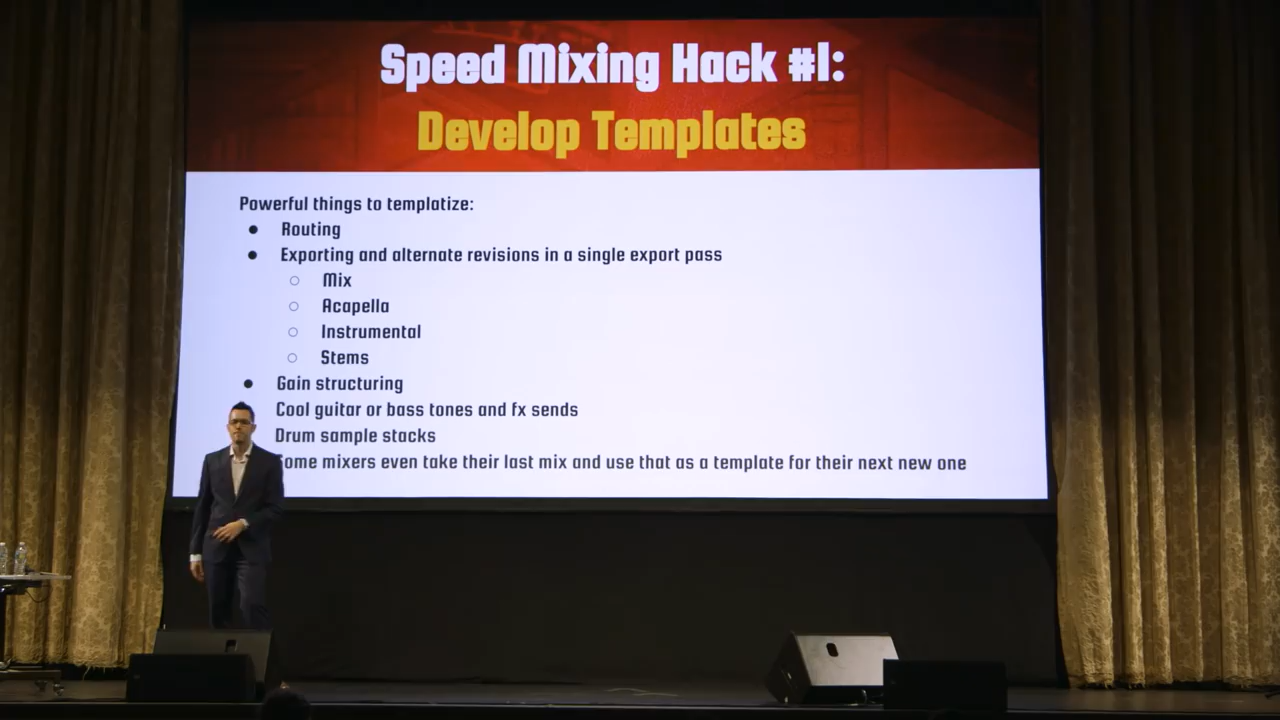 Speed Mixing Hack #1:
Develop Templates
Powerful things to templatize:
● Routing
● Exporting and alternate revisions in a single export pass
○ Mix
○ Acapella
○ Instrumental
○ Stems
● Gain structuring
Cool guitar or bass tones and fx sends
Drum sample stacks
Some mixers even take their last mix and use that as a template for their next new one